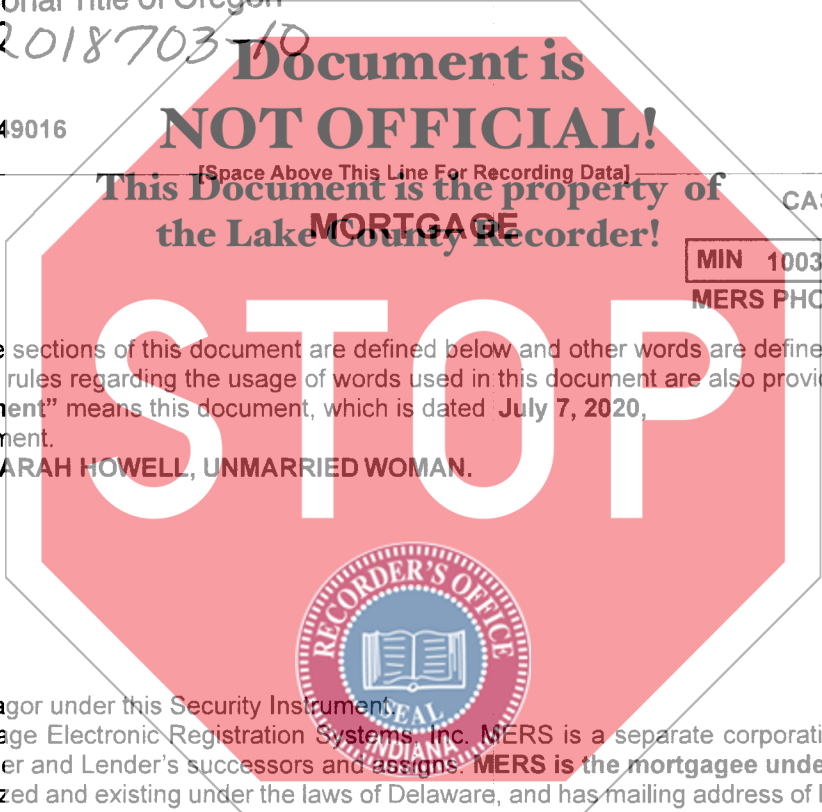 onal Title of Oregon
2018703-10
Document is
NOT OFFICIAL!
49016
[Space Above This Line For Recording Data]
This Document is the property of
CAS
the Lake County Recorder!
MORTGAGE
MIN 1003
MERS PHO
STOP
e sections of this document are defined below and other words are define
rules regarding the usage of words used in this document are also provid
ent” means this document, which is dated July 7, 2020,
ment.
ARAH HOWELL, UNMARRIED WOMAN.
RECORDER'S OFFICE
SEAL
INDIANA
agor under this Security Instrument.
age Electronic Registration Systems, Inc. MERS is a separate corporati
er and Lender’s successors and assigns. MERS is the mortgagee unde
zed and existing under the laws of Delaware, and has mailing address of